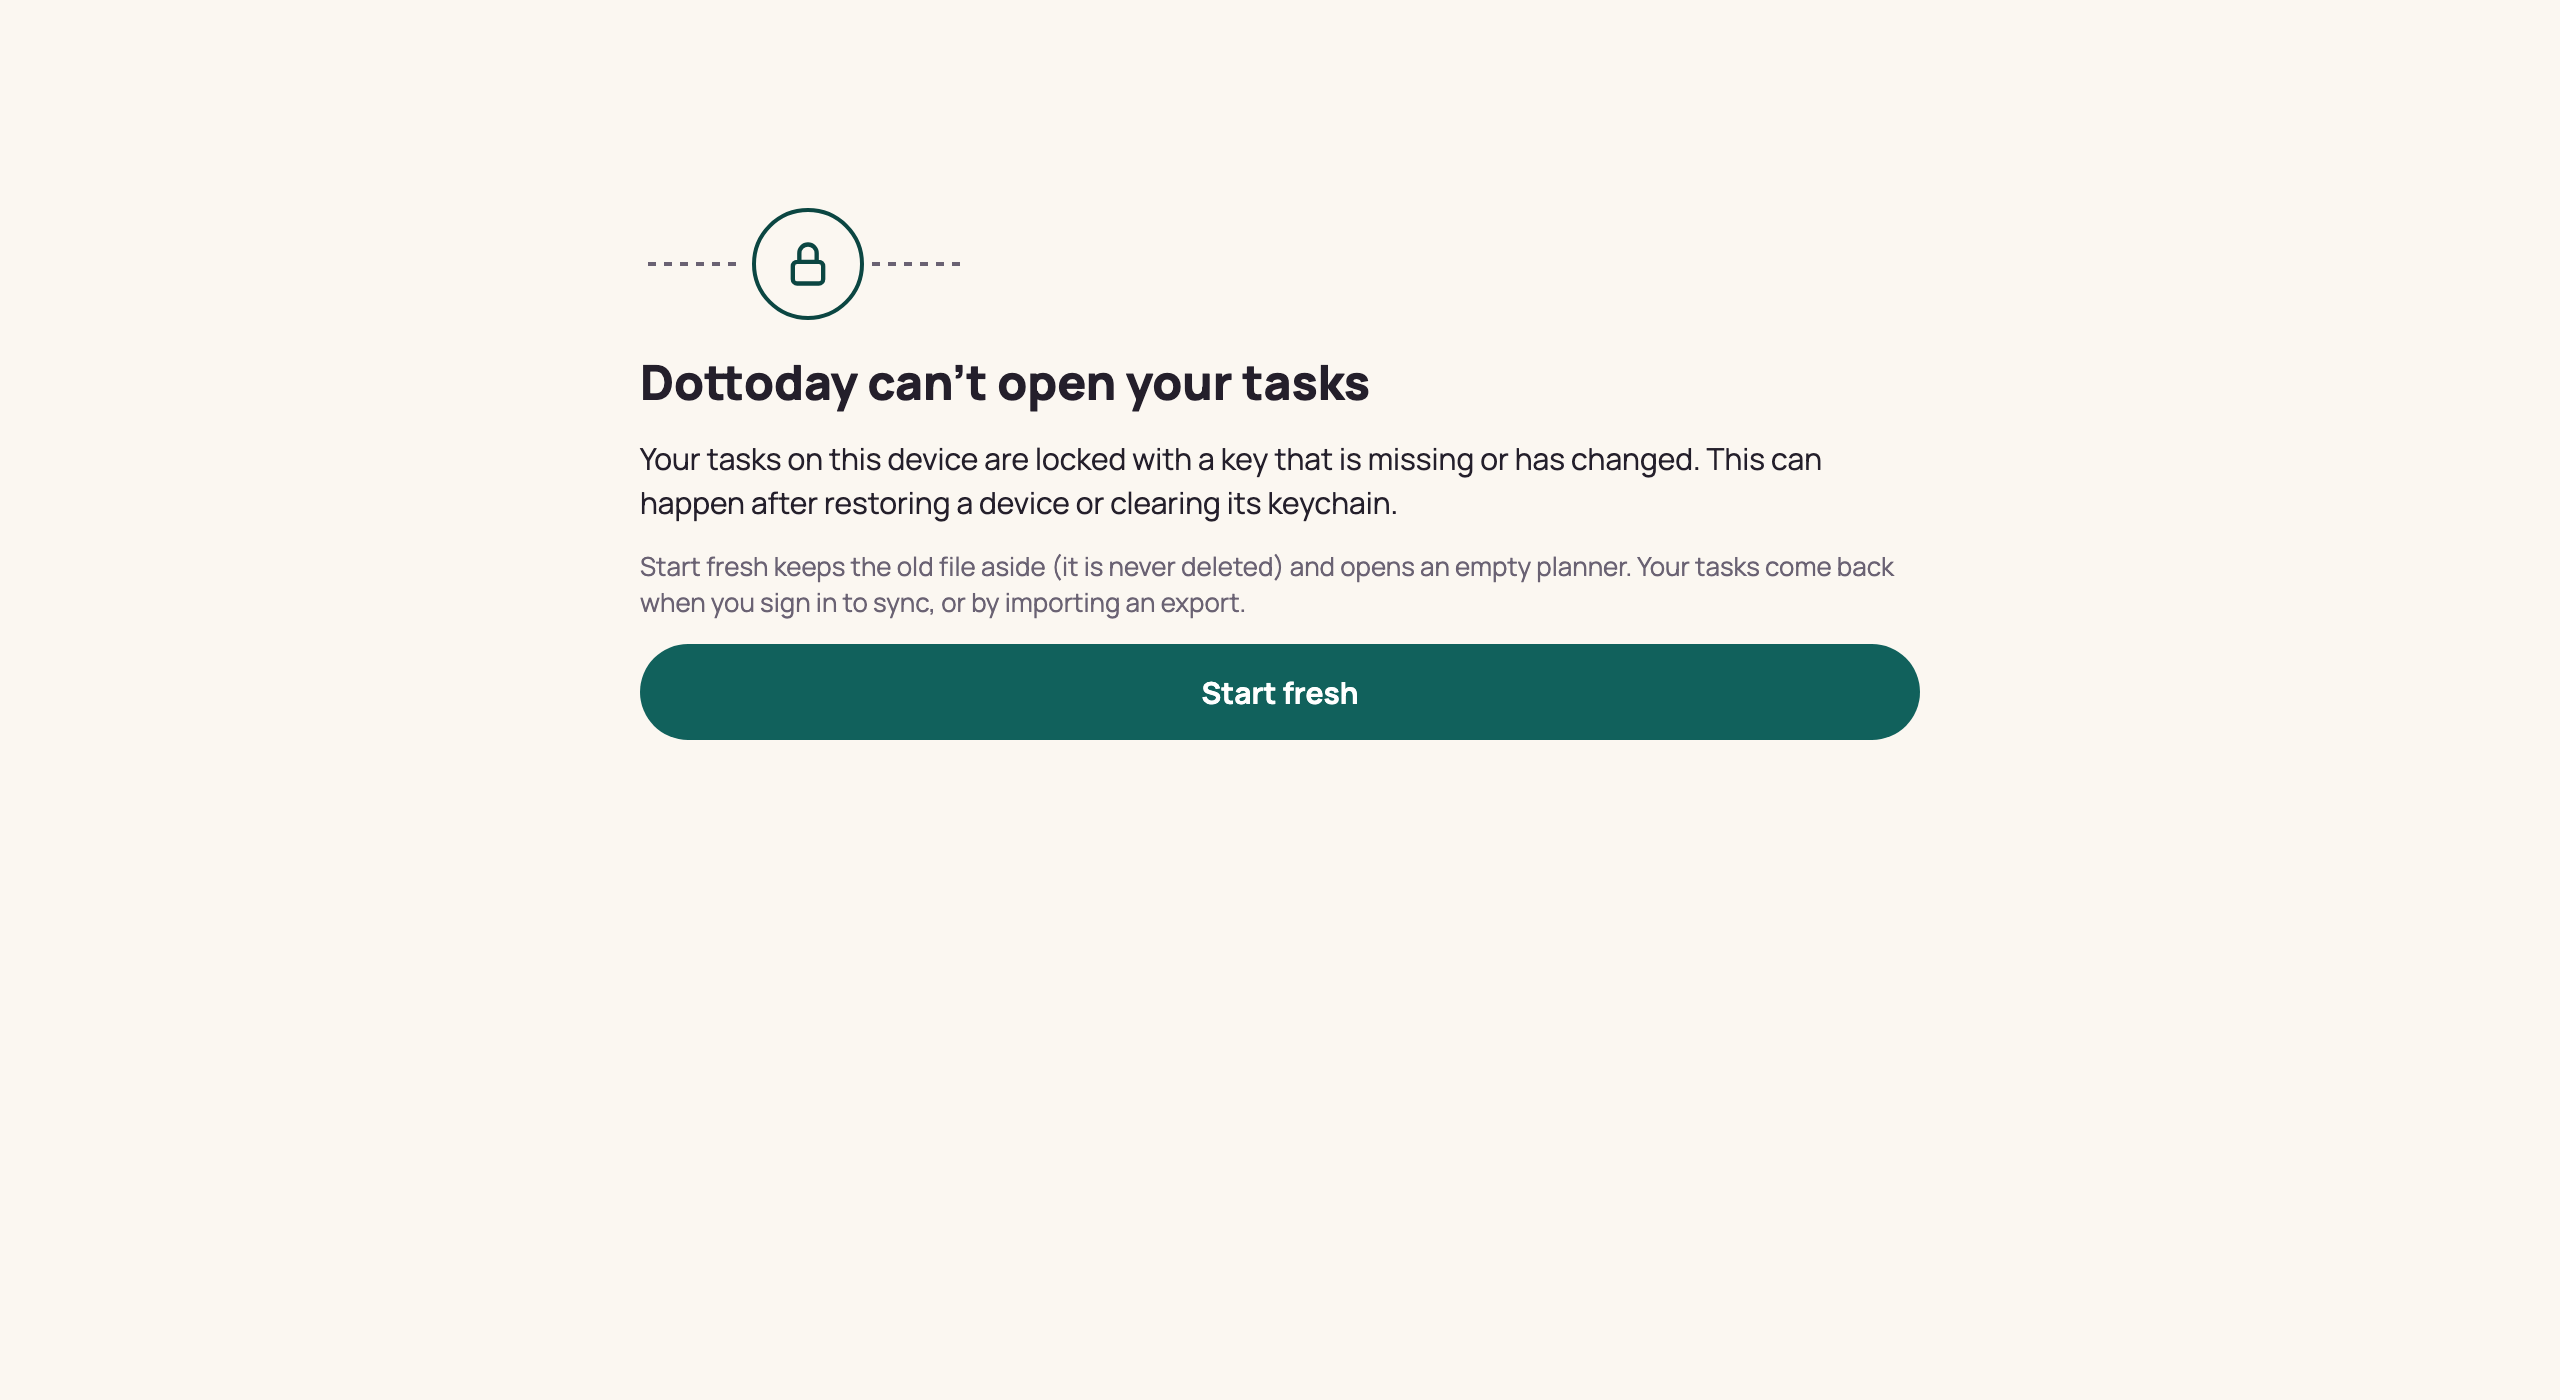 Dottoday can’t open your tasks
Your tasks on this device are locked with a key that is missing or has changed. This can
happen after restoring a device or clearing its keychain.
Start fresh keeps the old file aside (it is never deleted) and opens an empty planner. Your tasks come back
when you sign in to sync, or by importing an export.
Start fresh